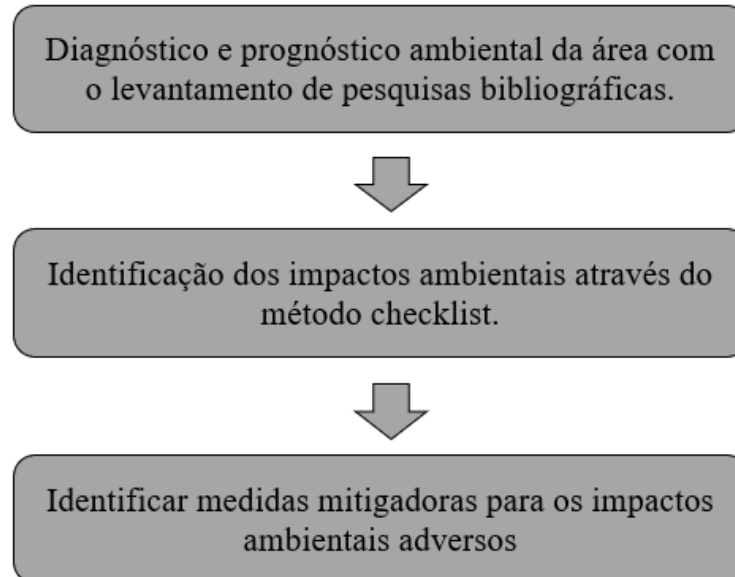 Diagnóstico e prognóstico ambiental da área com
o levantamento de pesquisas bibliográficas.
Identificação dos impactos ambientais através do
método checklist.
Identificar medidas mitigadoras para os impactos
ambientais adversos